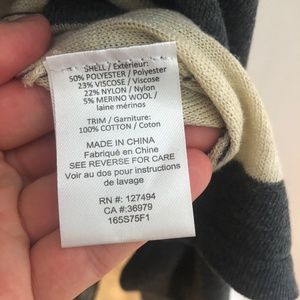 SHELL / Extérieur:
50% POLYESTER / Polyester
23% VISCOSE / Viscose
22% NYLON / Nylon
5% MERINO WOOL /
laine mérinos
TRIM / Garniture:
100% COTTON / Coton
MADE IN CHINA
Fabriqué en Chine
SEE REVERSE FOR CARE
Voir au dos pour instructions
de lavage
RN #: 127494
CA #: 36979
165S75F1